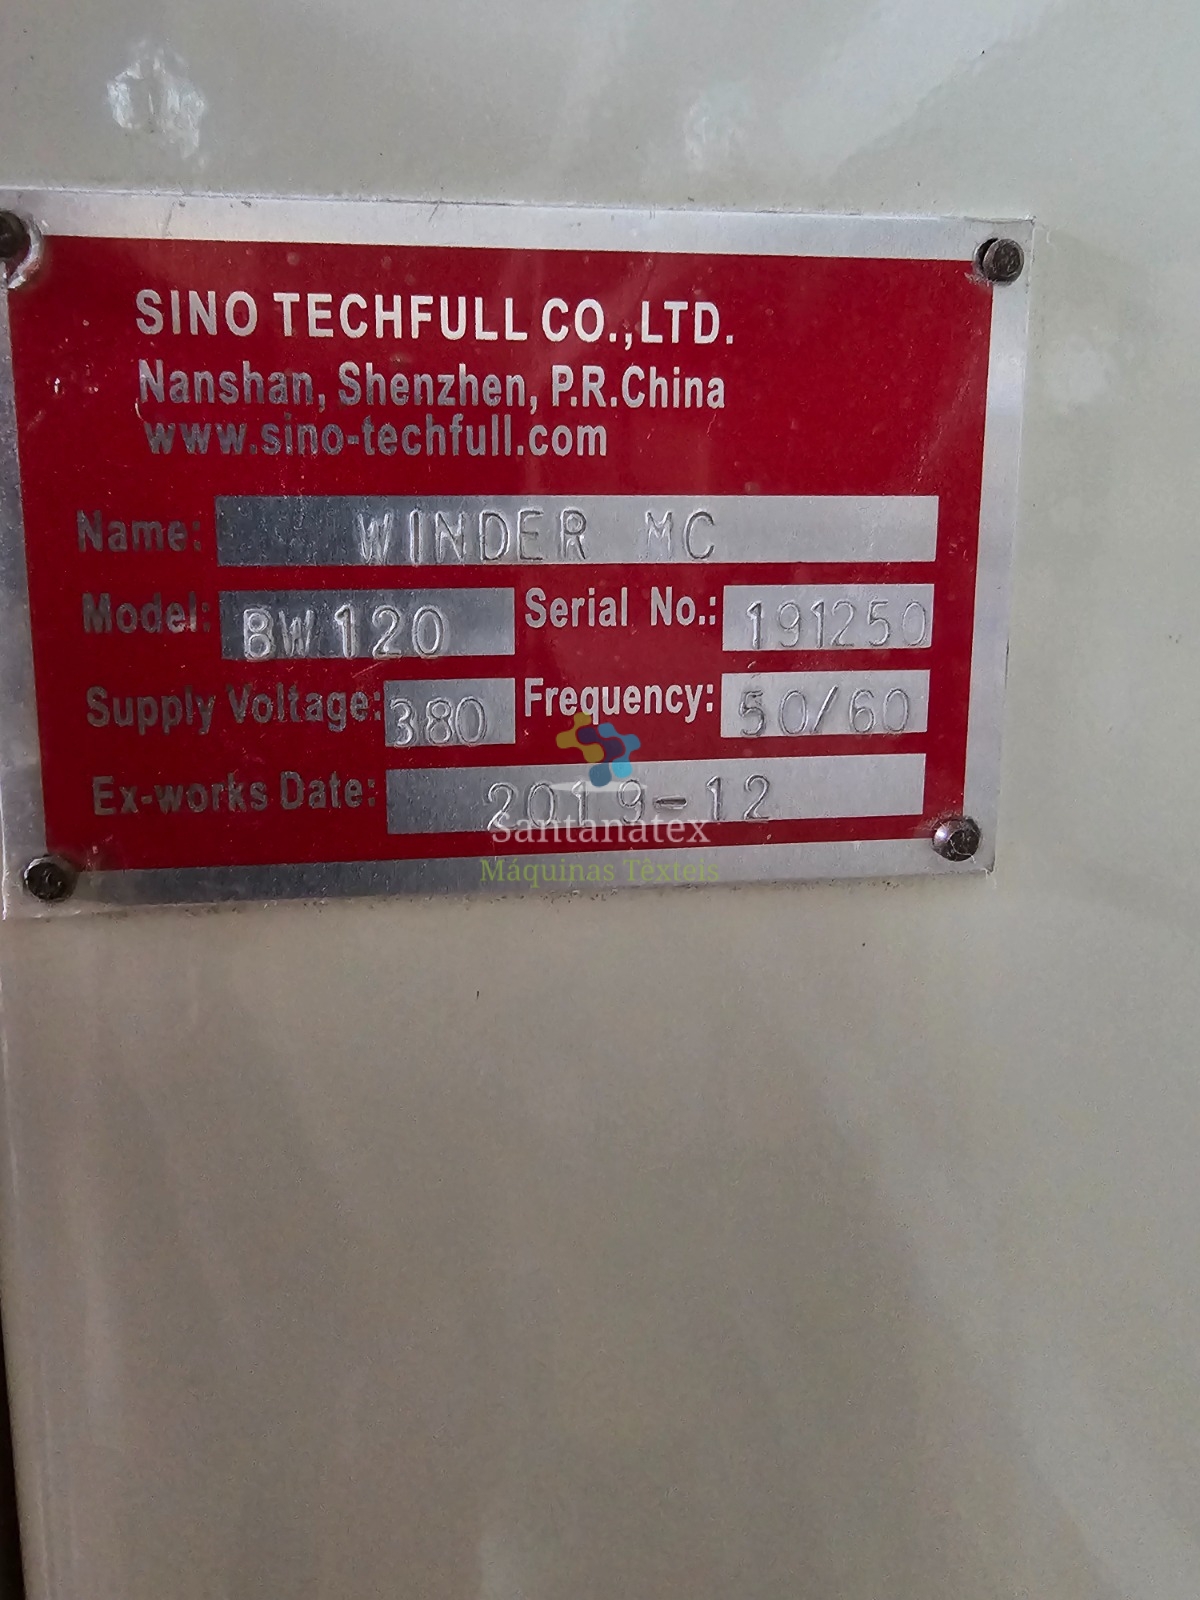 SINO TECHFULL CO.,LTD.
Nanshan, Shenzhen, P.R.China
www.sino-techfull.com
Name: WINDER MC
Model: BW120 Serial No.: 191250
Supply Voltage: 380 Frequency: 50/60
Ex-works Date: 2019-12
Santanatex
Máquinas Têxteis